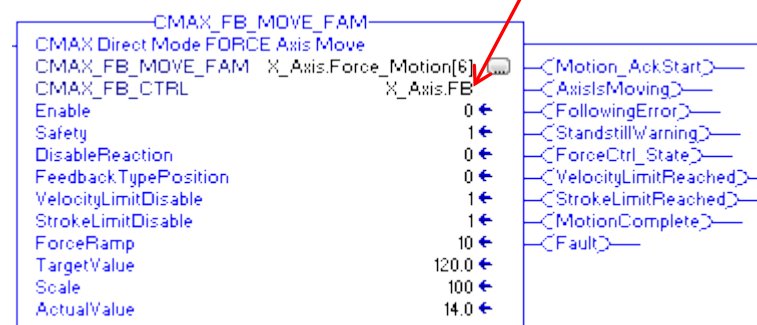 CMAX_FB_MOVE_FAM
CMAX Direct Mode FORCE Axis Move
CMAX_FB_MOVE_FAM X_Axis.Force_Motion[6] ... Motion_AckStart
CMAX_FB_CTRL X_Axis.FB AxisIsMoving
Enable 0 FollowingError
Safety 1 StandstillWarning
DisableReaction 0 ForceCtrl_State
FeedbackTypePosition 0 VelocityLimitReached
VelocityLimitDisable 1 StrokeLimitReached
StrokeLimitDisable 1 MotionComplete
ForceRamp 10 Fault
TargetValue 120.0
Scale 100
ActualValue 14.0